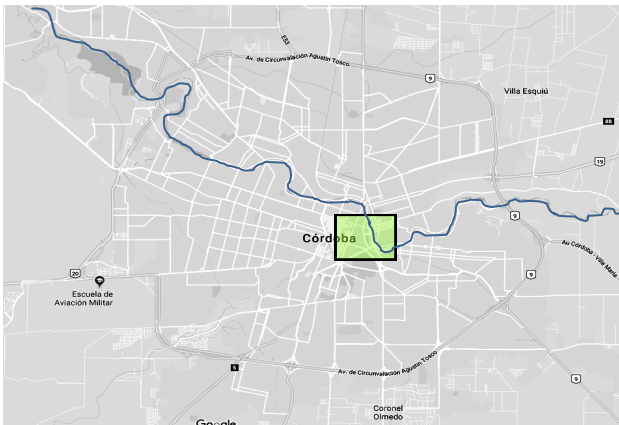 E53
Av. de Circunvalación Agustín Tosco
9
Villa Esquiú
88
19
9
Córdoba
Au Córdoba - Villa María
20
9
Escuela de
Aviación Militar
5
Av. de Circunvalación Agustín Tosco
9
Coronel
Olmedo
Google